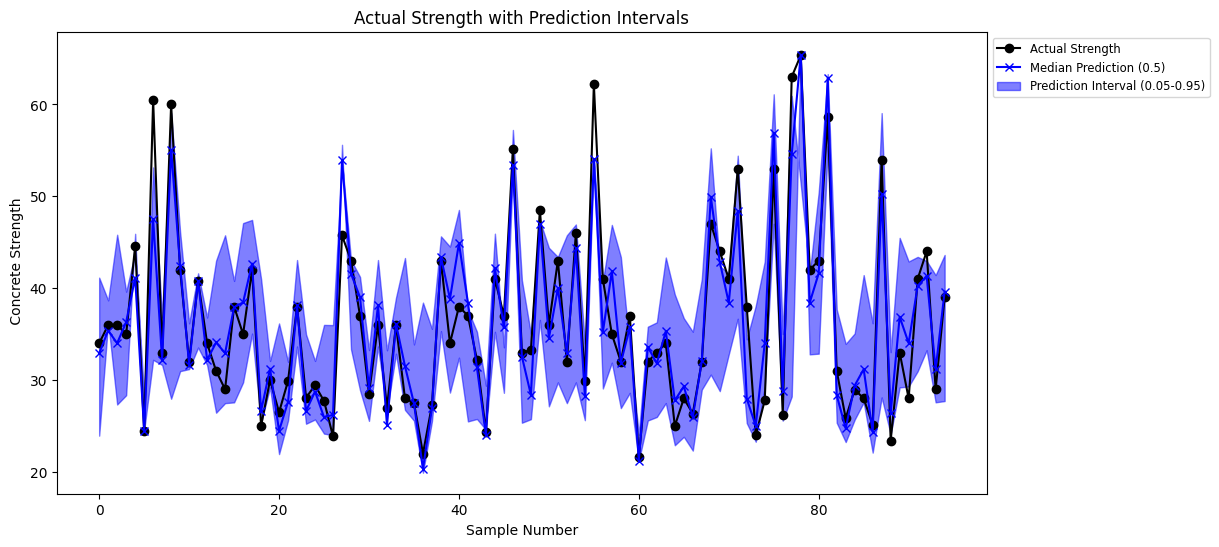 Actual Strength with Prediction Intervals
Actual Strength
Median Prediction (0.5)
Prediction Interval (0.05-0.95)
Concrete Strength
60
50
40
30
20
0
20
40
60
80
Sample Number